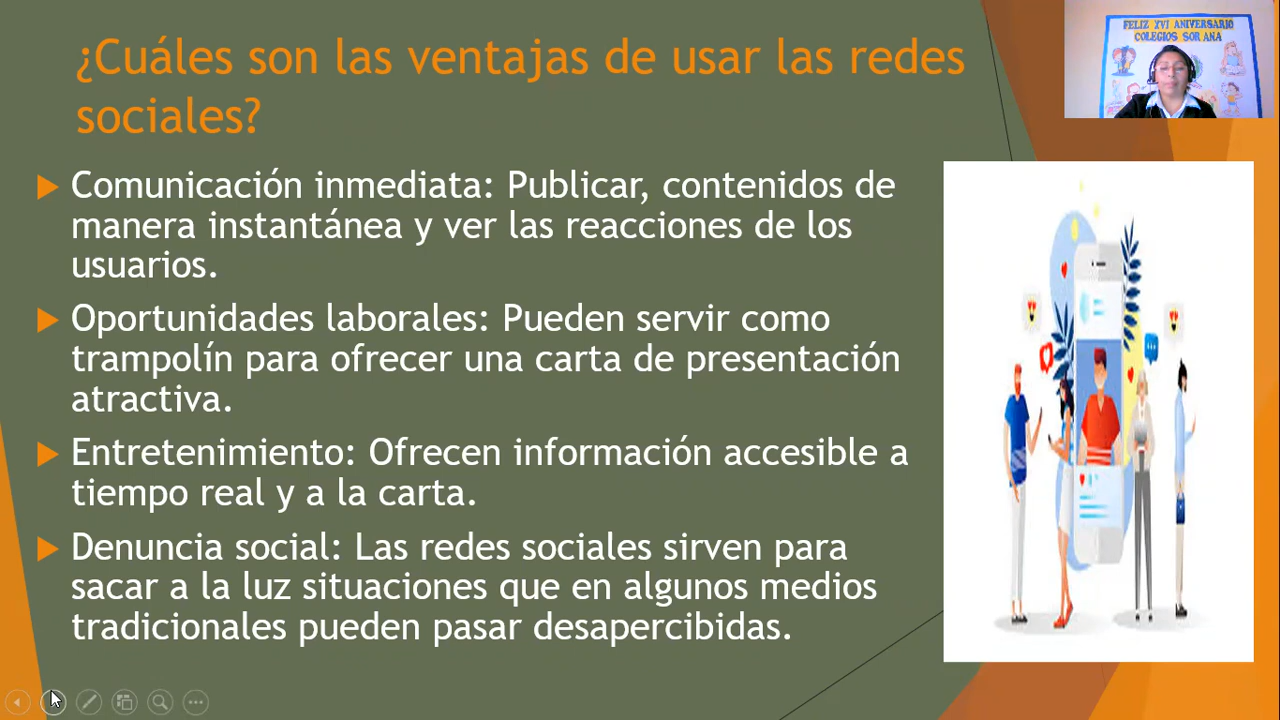 ¿Cuáles son las ventajas de usar las redes
sociales?
FELIZ XVI ANIVERSARIO
COLEGIOS SOR ANA
Comunicación inmediata: Publicar, contenidos de
manera instantánea y ver las reacciones de los
usuarios.
Oportunidades laborales: Pueden servir como
trampolín para ofrecer una carta de presentación
atractiva.
Entretenimiento: Ofrecen información accesible a
tiempo real y a la carta.
Denuncia social: Las redes sociales sirven para
sacar a la luz situaciones que en algunos medios
tradicionales pueden pasar desapercibidas.